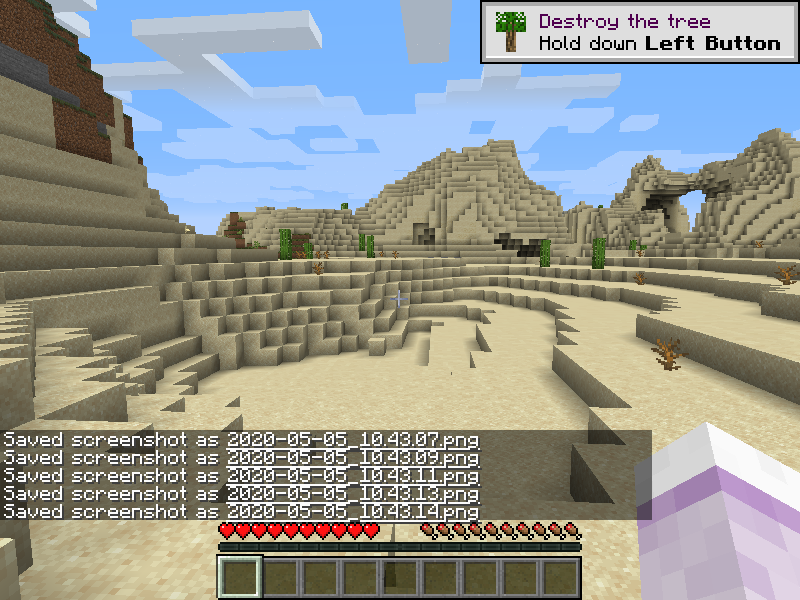 Destroy the tree
Hold down Left Button
Saved screenshot as 2020-05-05_10.43.07.png
Saved screenshot as 2020-05-05_10.43.09.png
Saved screenshot as 2020-05-05_10.43.11.png
Saved screenshot as 2020-05-05_10.43.13.png
Saved screenshot as 2020-05-05_10.43.14.png